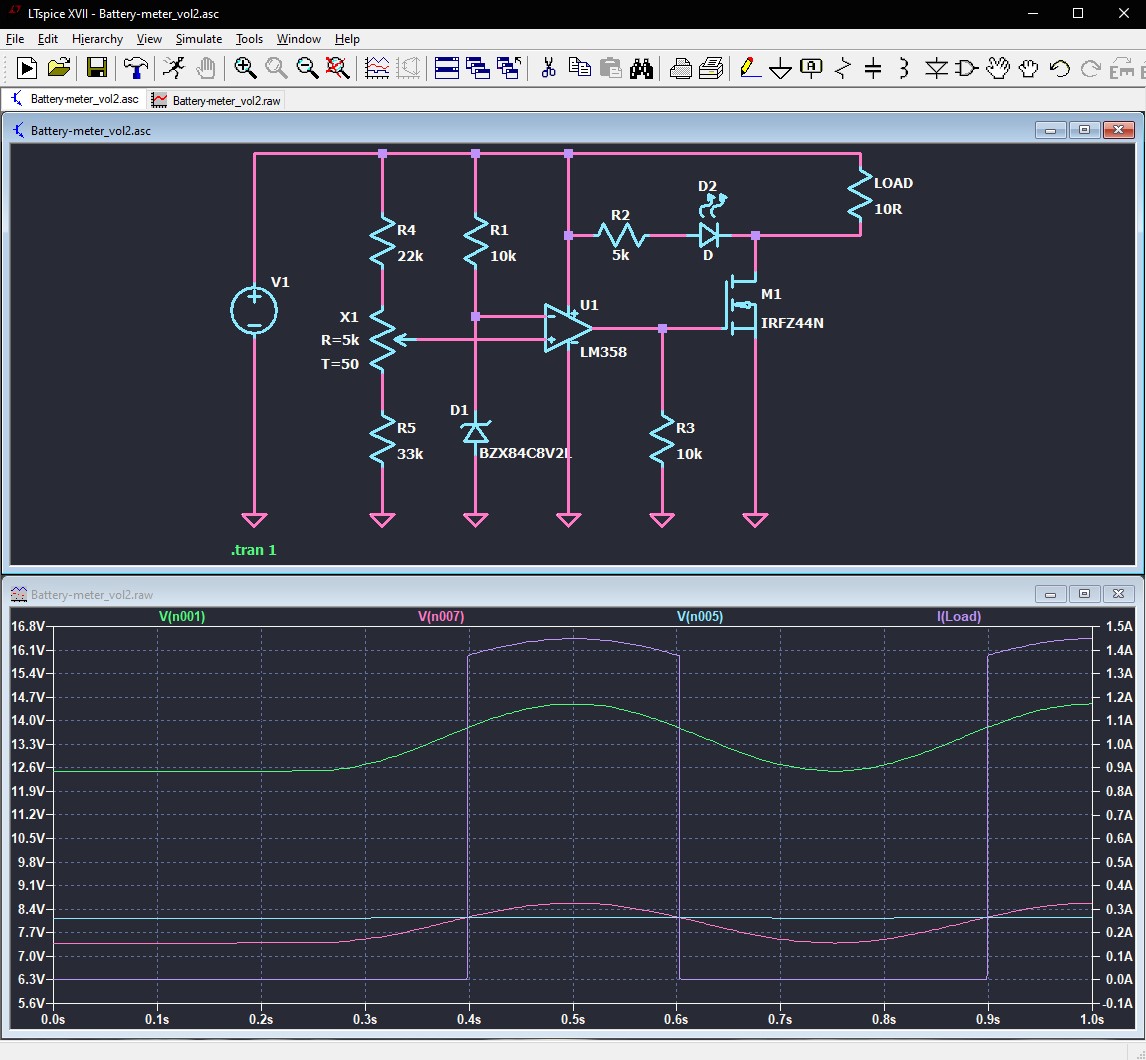 LTspice XVII - Battery-meter_vol2.asc
File Edit Hierarchy View Simulate Tools Window Help
Battery-meter_vol2.asc Battery-meter_vol2.raw
Battery-meter_vol2.asc
V1
R4
22k
X1
R=5k
T=50
R5
33k
R1
10k
D1
BZX84C8V2L
U1
LM358
R2
5k
D2
D
R3
10k
M1
IRFZ44N
LOAD
10R
.tran 1
Battery-meter_vol2.raw
V(n001) V(n007) V(n005) I(Load)
16.8V 1.5A
16.1V 1.4A
15.4V 1.3A
14.7V 1.2A
14.0V 1.1A
13.3V 1.0A
12.6V 0.9A
11.9V 0.8A
11.2V 0.7A
10.5V 0.6A
9.8V 0.5A
9.1V 0.4A
8.4V 0.3A
7.7V 0.2A
7.0V 0.1A
6.3V 0.0A
5.6V -0.1A
0.0s 0.1s 0.2s 0.3s 0.4s 0.5s 0.6s 0.7s 0.8s 0.9s 1.0s